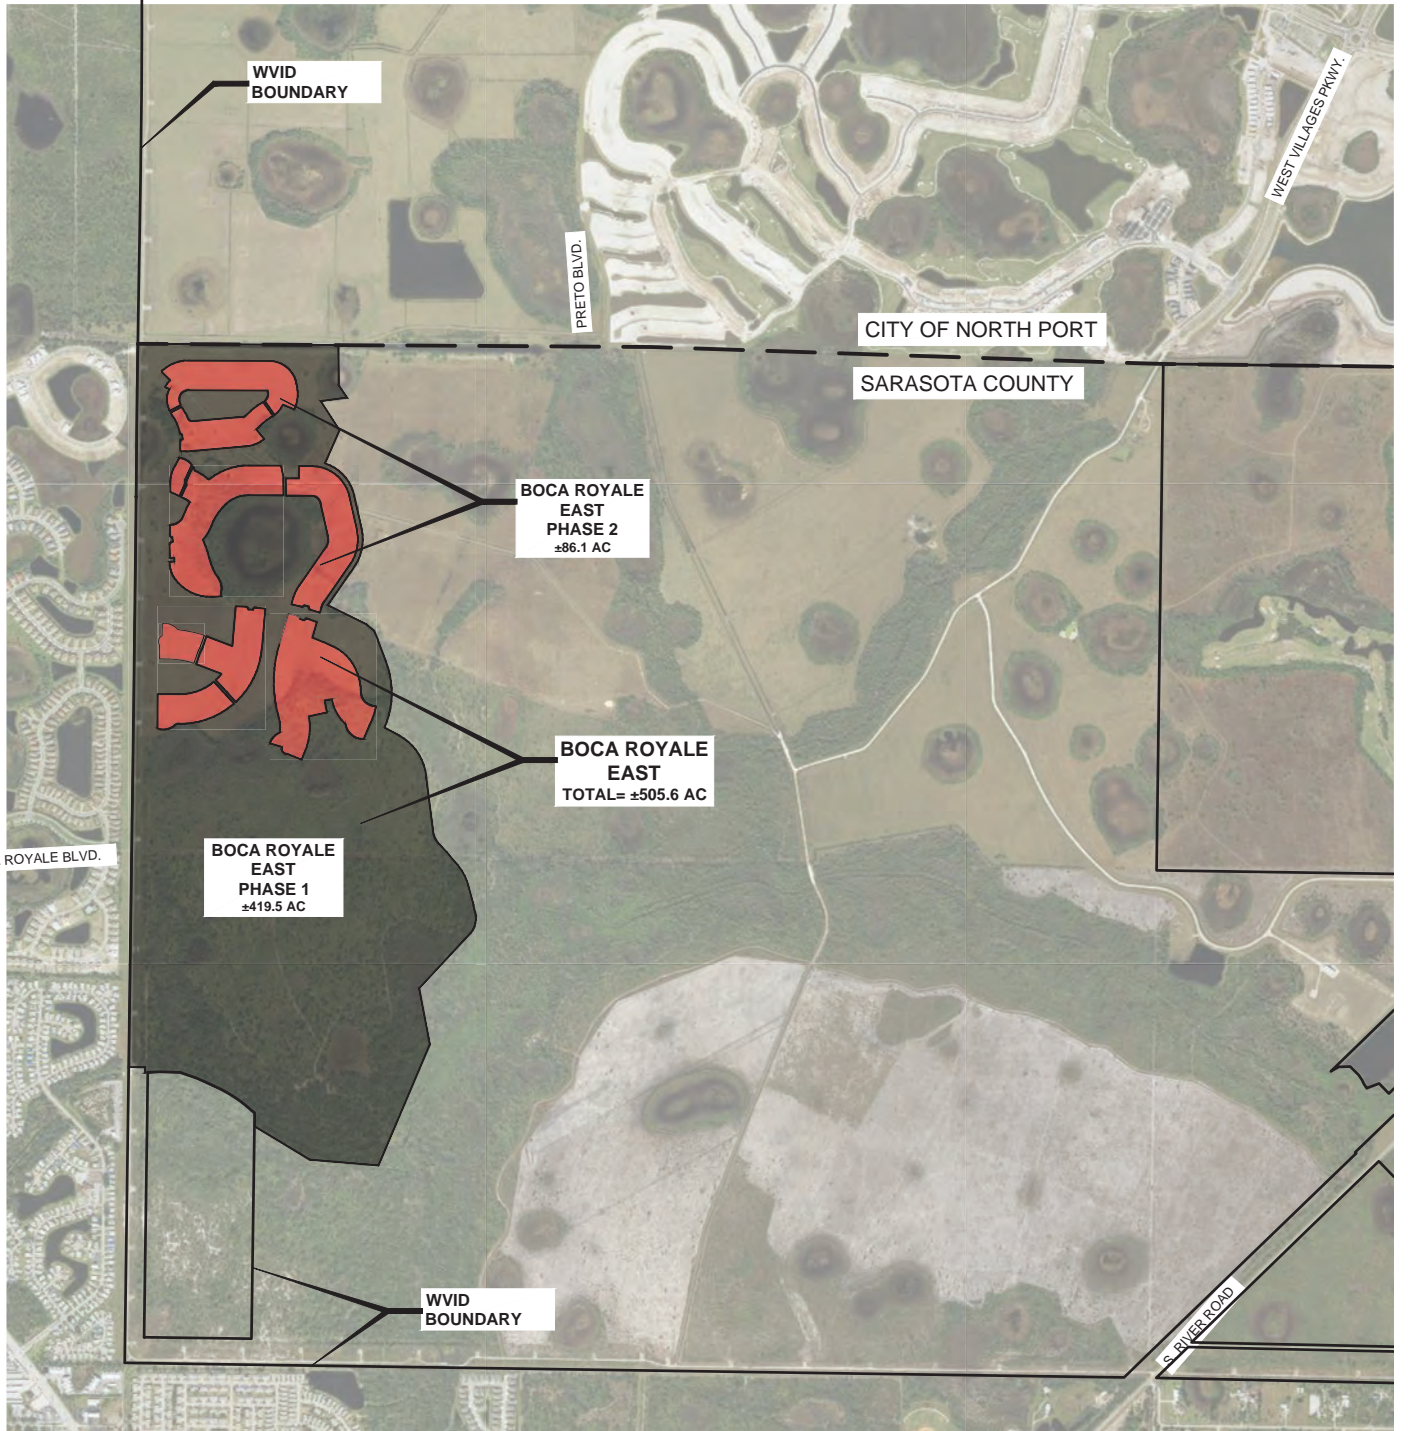 WVID
BOUNDARY
WEST VILLAGES PKWY.
PRETO BLVD.
CITY OF NORTH PORT
SARASOTA COUNTY
BOCA ROYALE
EAST
PHASE 2
±86.1 AC
BOCA ROYALE
EAST
TOTAL= ±505.6 AC
BOCA ROYALE
EAST
PHASE 1
±419.5 AC
ROYALE BLVD.
WVID
BOUNDARY
S. RIVER ROAD